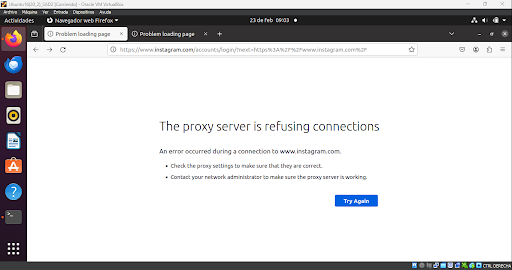 [Corriendo] - Oracle VM VirtualBox
Archivo Máquina Ver Entrada Dispositivos Ayuda
Actividades Navegador web Firefox 23 de feb 09:03
Problem loading page Problem loading page
https://www.instagram.com/accounts/login/?next=https%3A%2F%2Fwww.instagram.com%2F
The proxy server is refusing connections
An error occurred during a connection to www.instagram.com.
Check the proxy settings to make sure that they are correct.
Contact your network administrator to make sure the proxy server is working.
Try Again
CTRL DERECHA